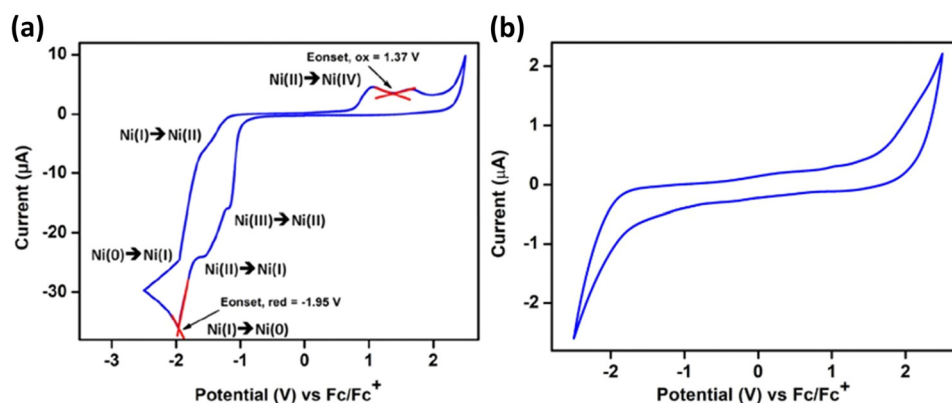 (a)
10
0
-10
-20
-30
Current (µA)
Eonset, ox = 1.37 V
Ni(II)➔Ni(IV)
Ni(I)➔Ni(II)
Ni(III)➔Ni(II)
Ni(0)➔Ni(I)
Ni(II)➔Ni(I)
Eonset, red = -1.95 V
Ni(I)➔Ni(0)
-3 -2 -1 0 1 2
Potential (V) vs Fc/Fc⁺
(b)
2
1
0
-1
-2
Current (µA)
-2 -1 0 1 2
Potential (V) vs Fc/Fc⁺